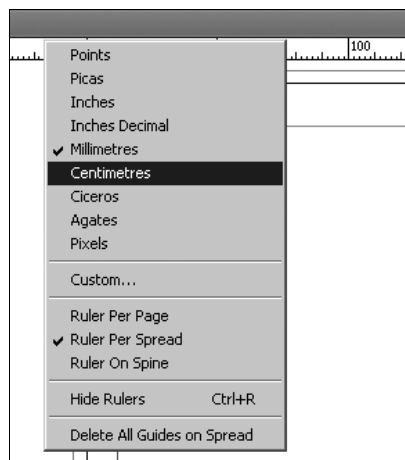 100
Points
Picas
Inches
Inches Decimal
Millimetres
Centimetres
Ciceros
Agates
Pixels
Custom...
Ruler Per Page
Ruler Per Spread
Ruler On Spine
Hide Rulers Ctrl+R
Delete All Guides on Spread